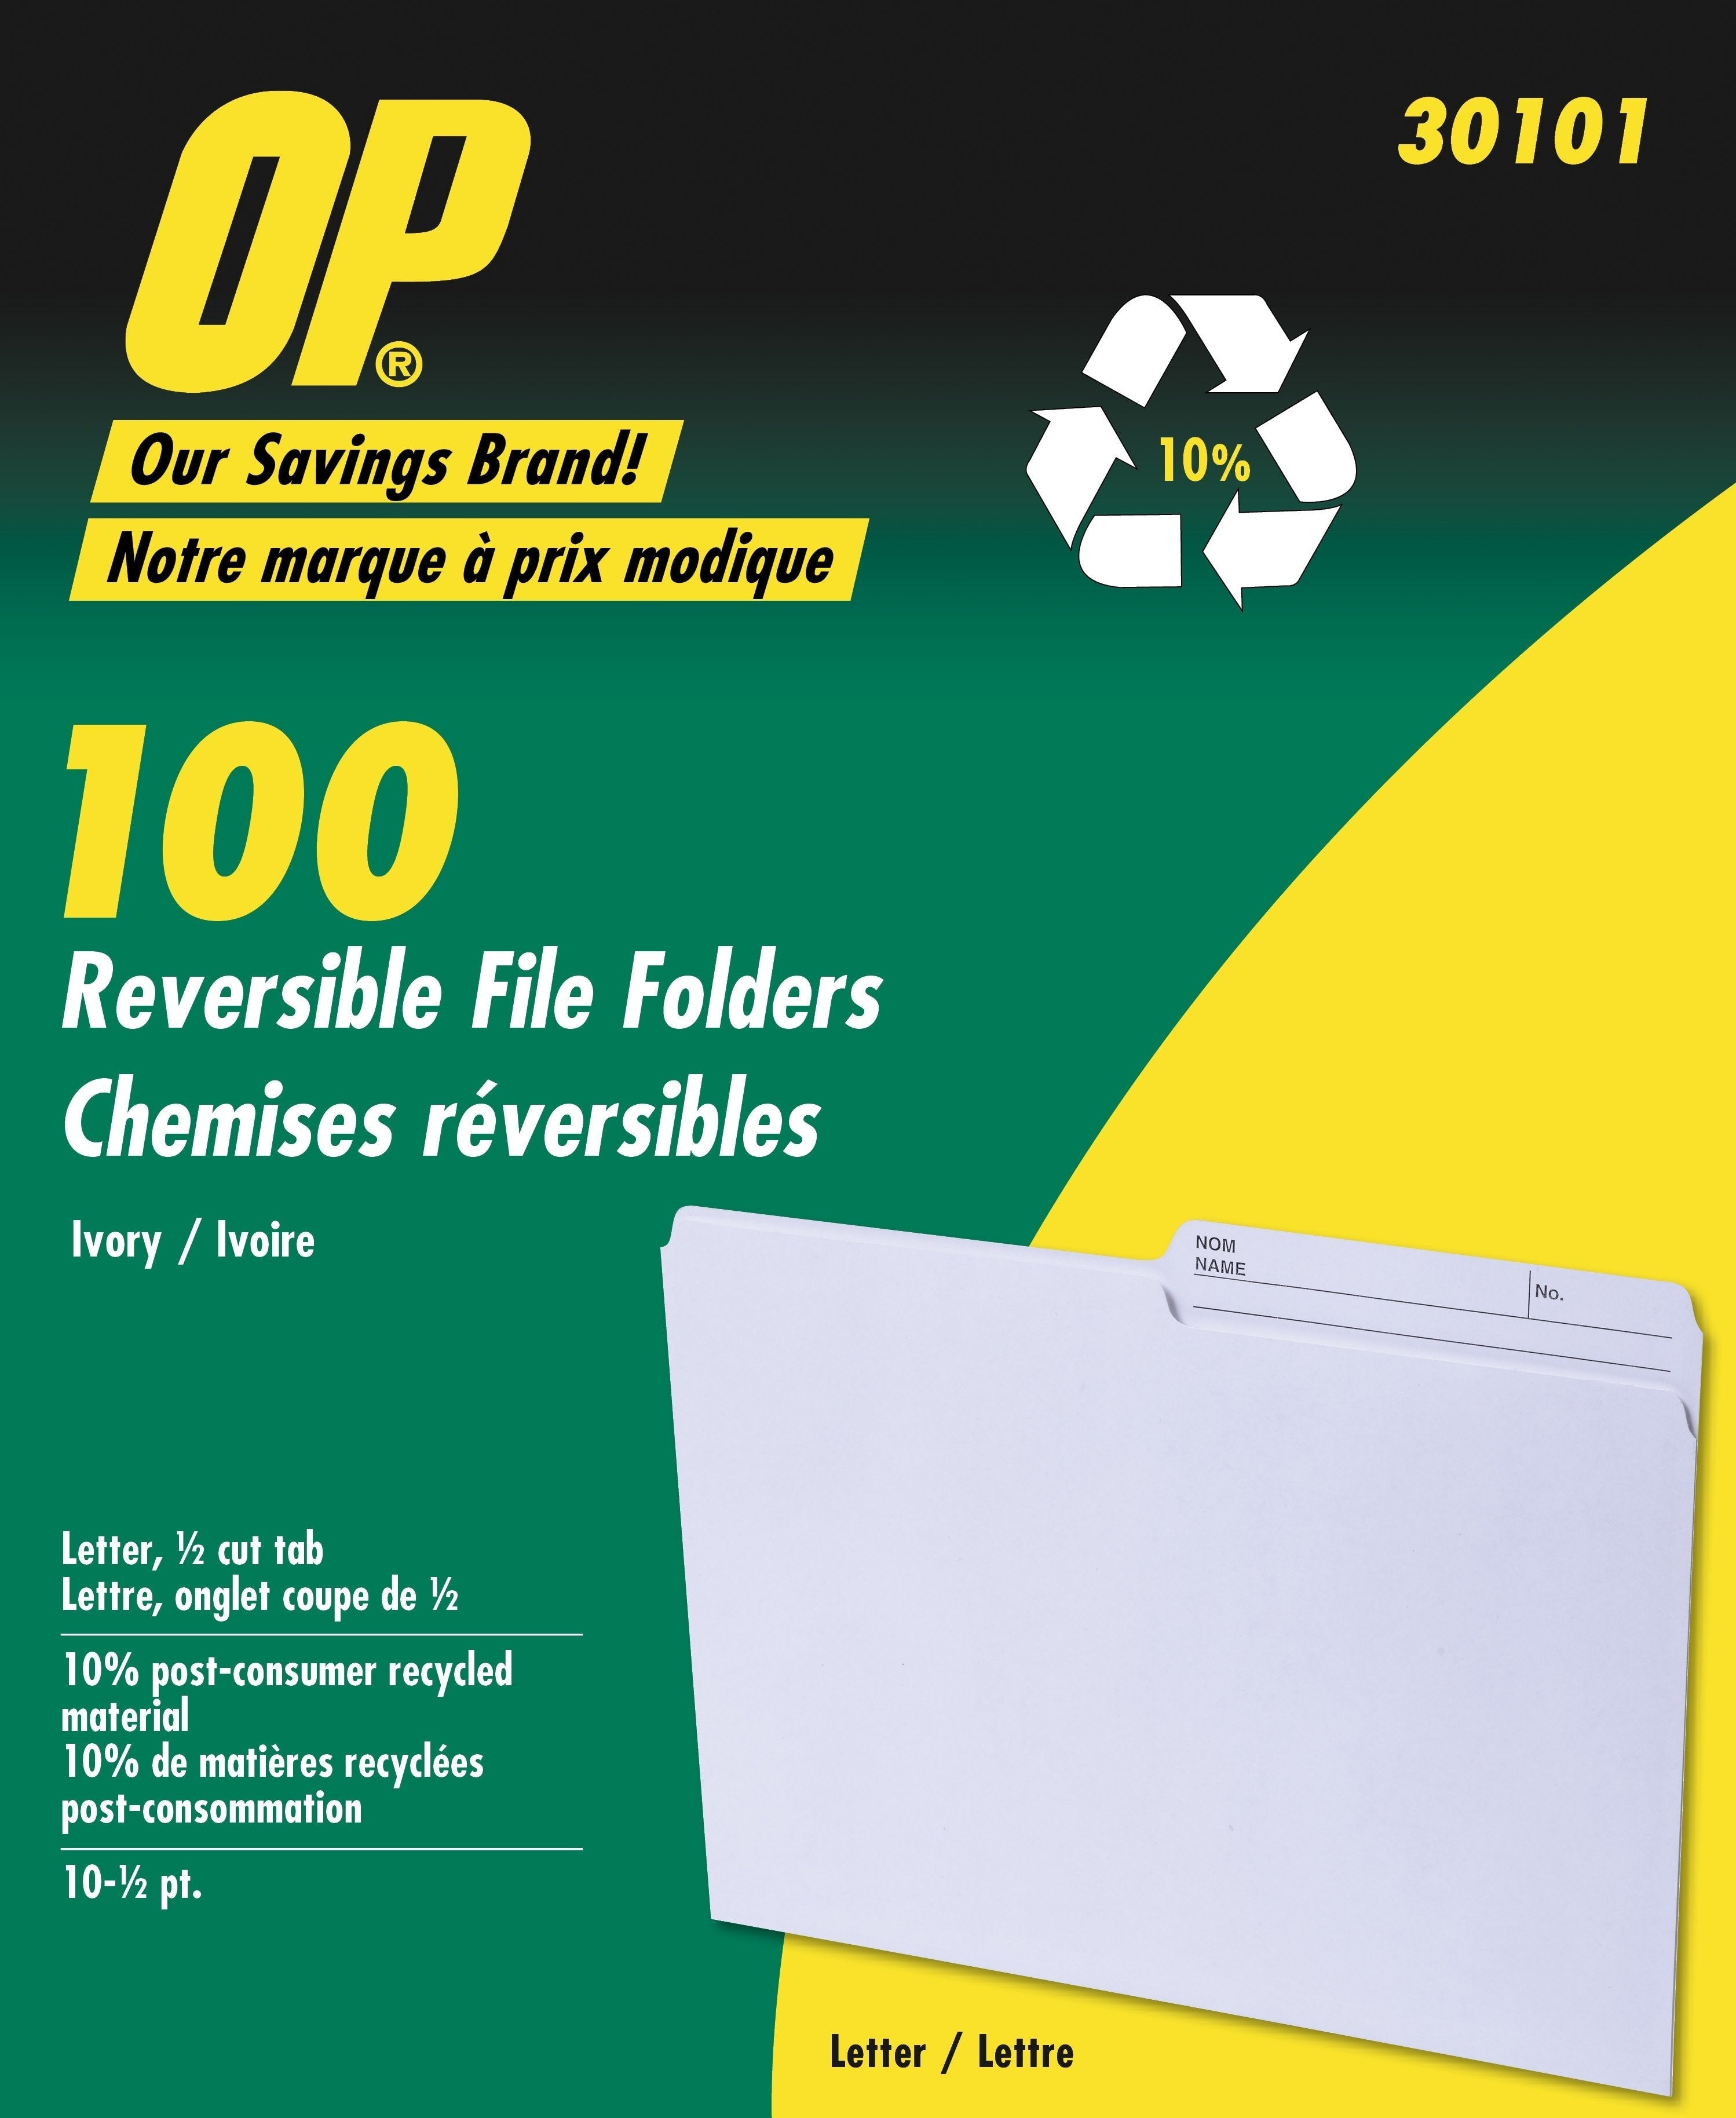 OP®
30101
Our Savings Brand!
Notre marque à prix modique
10%
100
Reversible File Folders
Chemises réversibles
Ivory / Ivoire
NOM
NAME
No.
Letter, ½ cut tab
Lettre, onglet coupe de ½
10% post-consumer recycled
material
10% de matières recyclées
post-consommation
10-½ pt.
Letter / Lettre